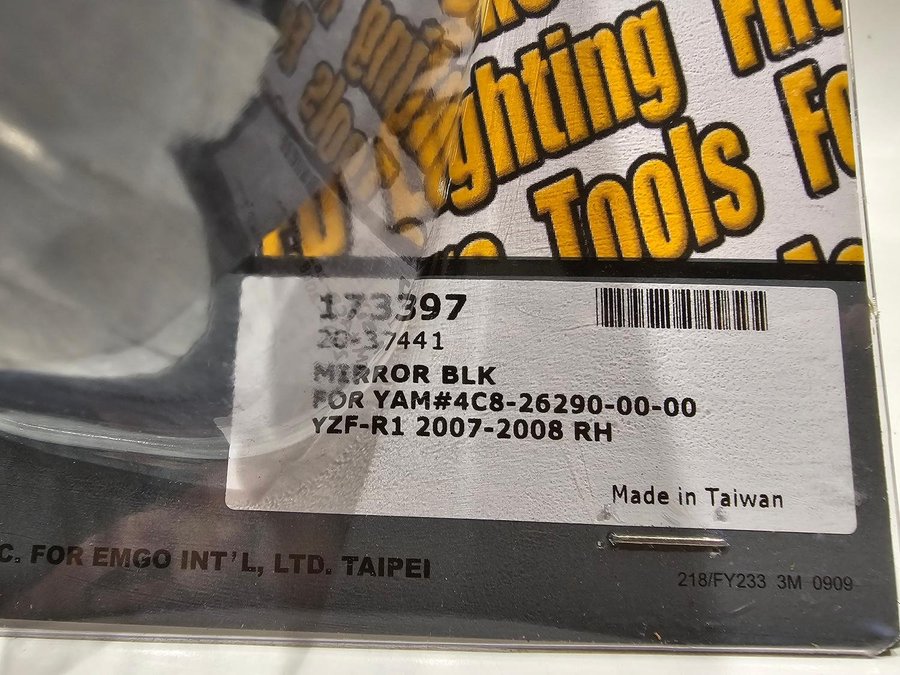 Lighting
Tools
173397
20-37441
MIRROR BLK
FOR YAM#4C8-26290-00-00
YZF-R1 2007-2008 RH
Made in Taiwan
C. FOR EMGO INT'L, LTD. TAIPEI
218/FY233 3M 0909